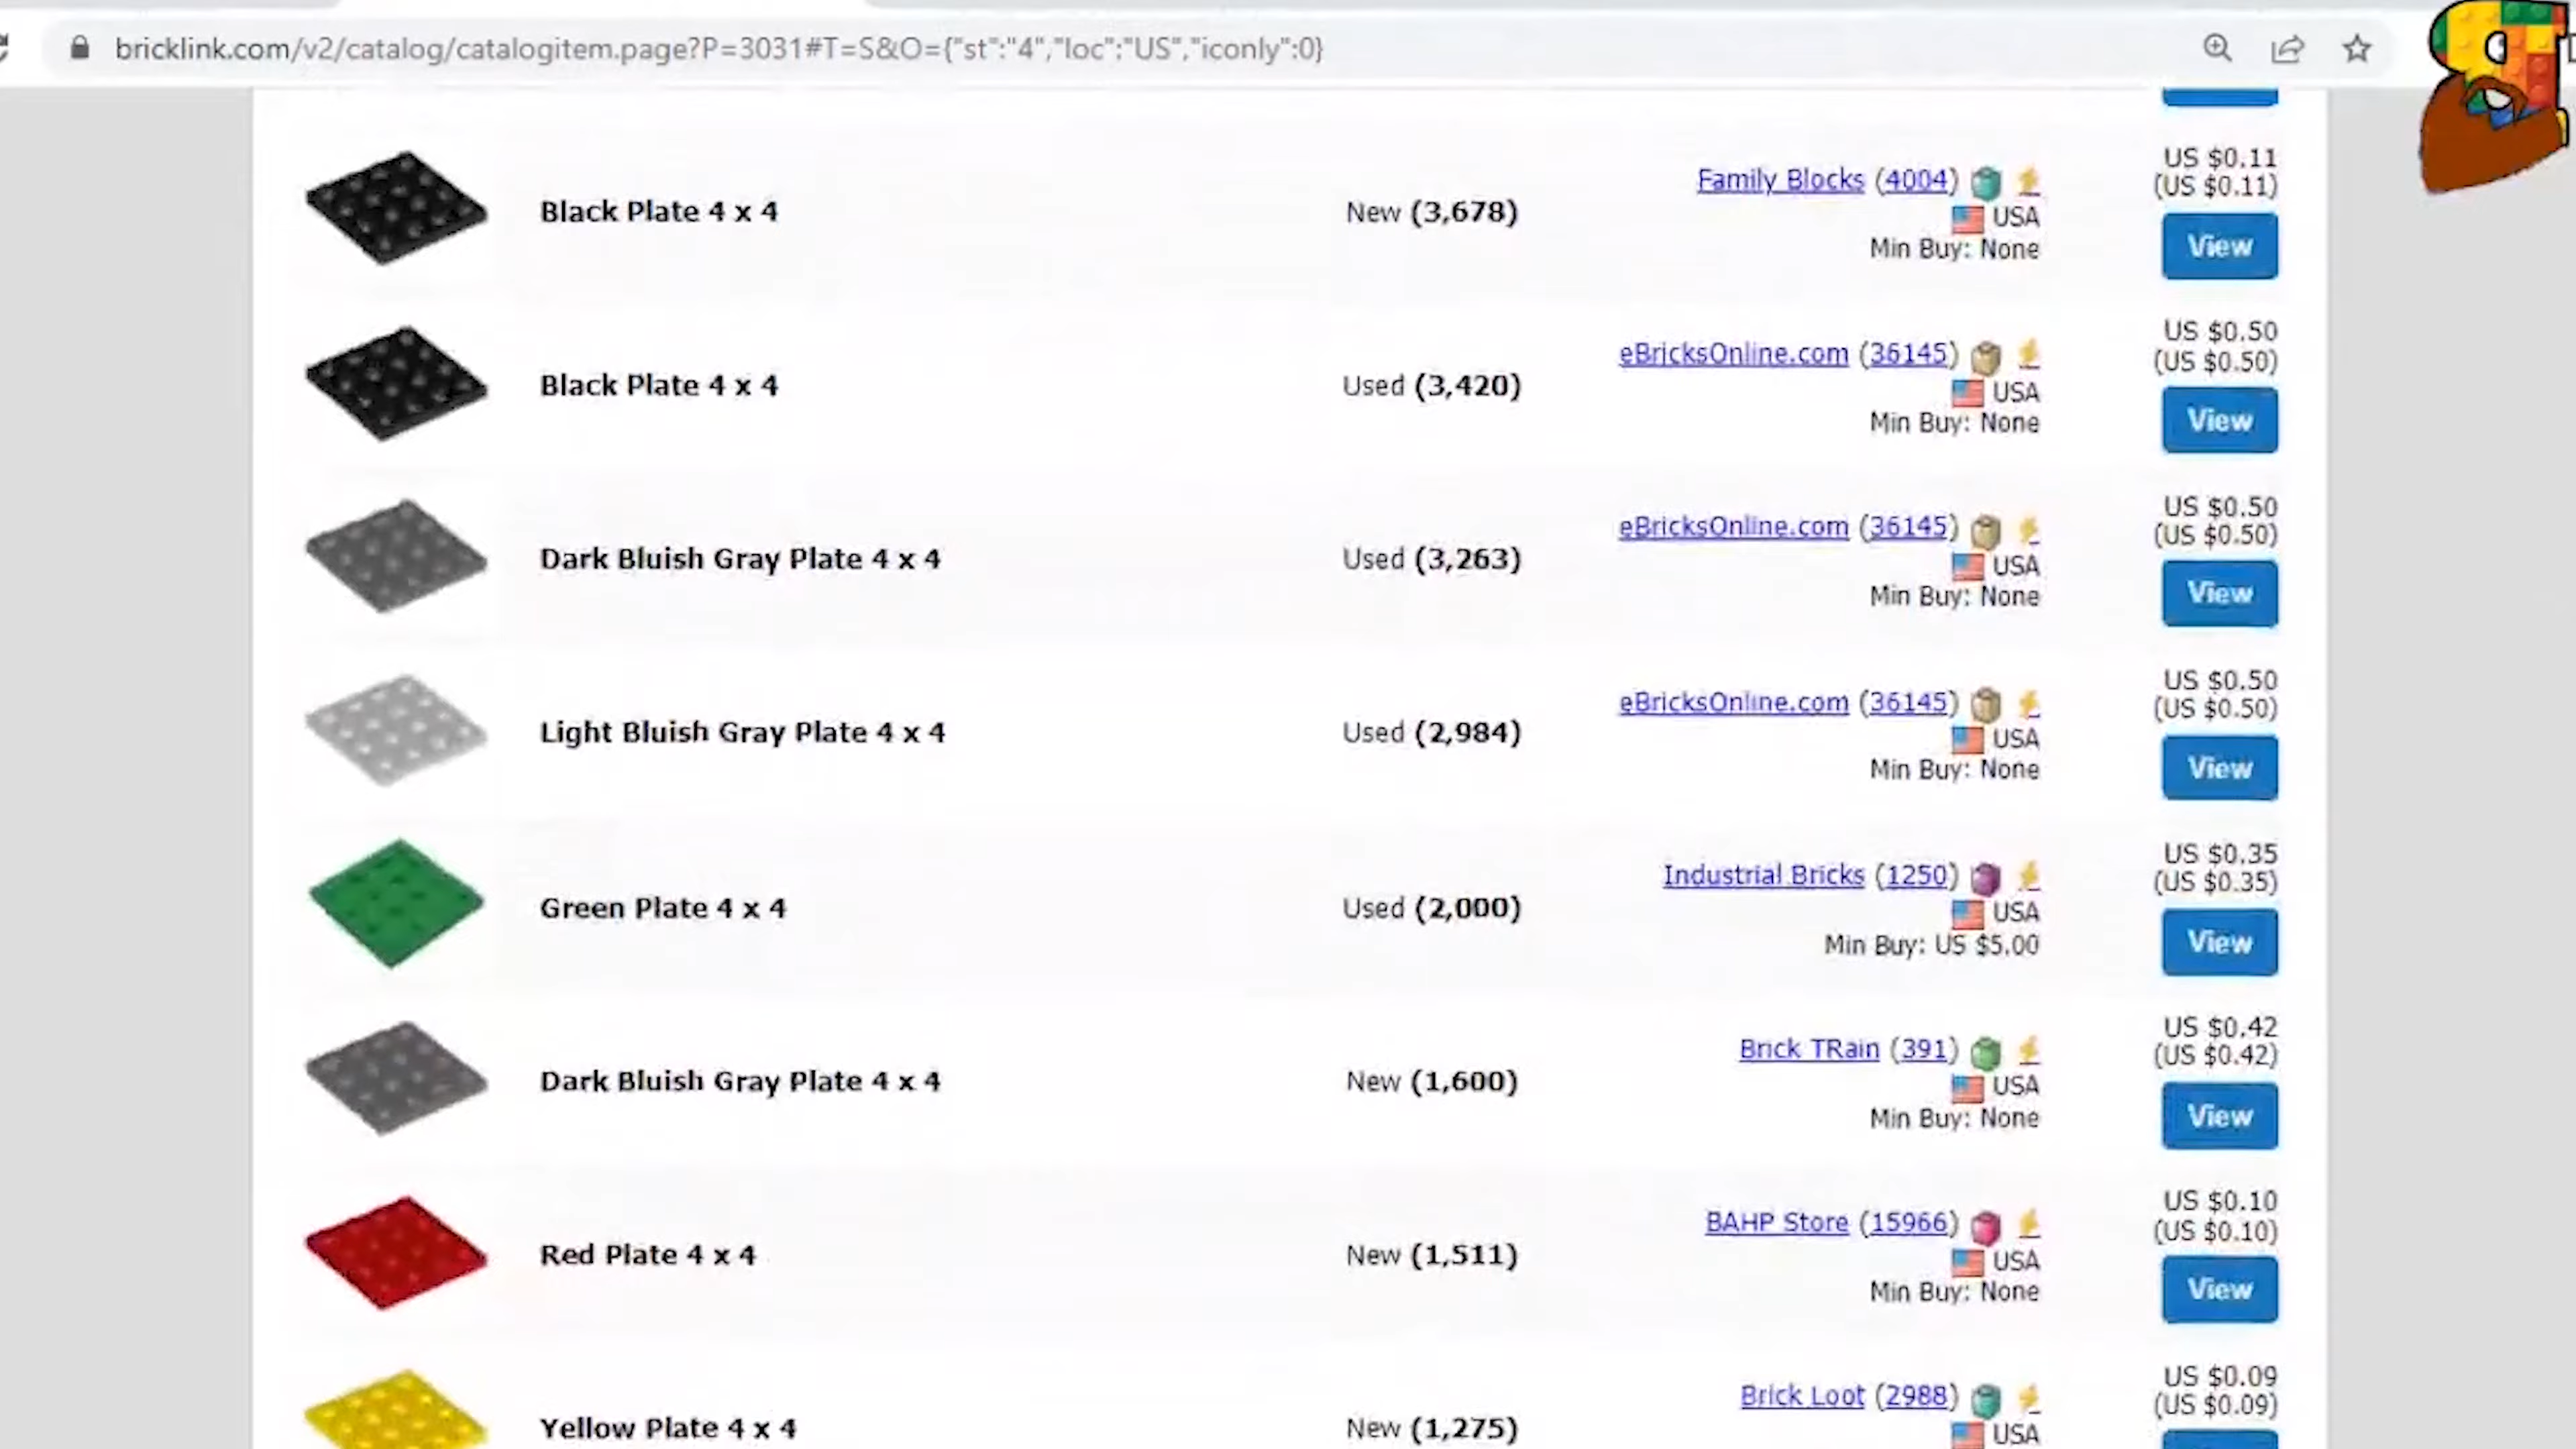 bricklink.com/v2/catalog/catalogitem.page?P=3031#T=S&O={"st":"4","loc":"US","iconly":0}
Black Plate 4 x 4
New (3,678)
Family Blocks (4004)
USA
Min Buy: None
US $0.11
(US $0.11)
View
Black Plate 4 x 4
Used (3,420)
eBricksOnline.com (36145)
USA
Min Buy: None
US $0.50
(US $0.50)
View
Dark Bluish Gray Plate 4 x 4
Used (3,263)
eBricksOnline.com (36145)
USA
Min Buy: None
US $0.50
(US $0.50)
View
Light Bluish Gray Plate 4 x 4
Used (2,984)
eBricksOnline.com (36145)
USA
Min Buy: None
US $0.50
(US $0.50)
View
Green Plate 4 x 4
Used (2,000)
Industrial Bricks (1250)
USA
Min Buy: US $5.00
US $0.35
(US $0.35)
View
Dark Bluish Gray Plate 4 x 4
New (1,600)
Brick TRain (391)
USA
Min Buy: None
US $0.42
(US $0.42)
View
Red Plate 4 x 4
New (1,511)
BAHP Store (15966)
USA
Min Buy: None
US $0.10
(US $0.10)
View
Yellow Plate 4 x 4
New (1,275)
Brick Loot (2988)
USA
US $0.09
(US $0.09)